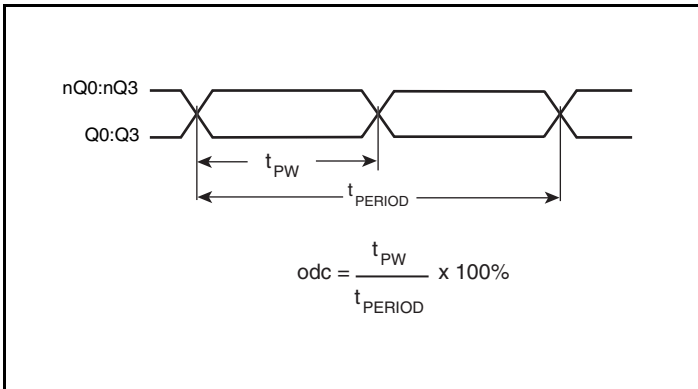 nQ0:nQ3
Q0:Q3
tPW
tPERIOD
odc = tPW / tPERIOD x 100%